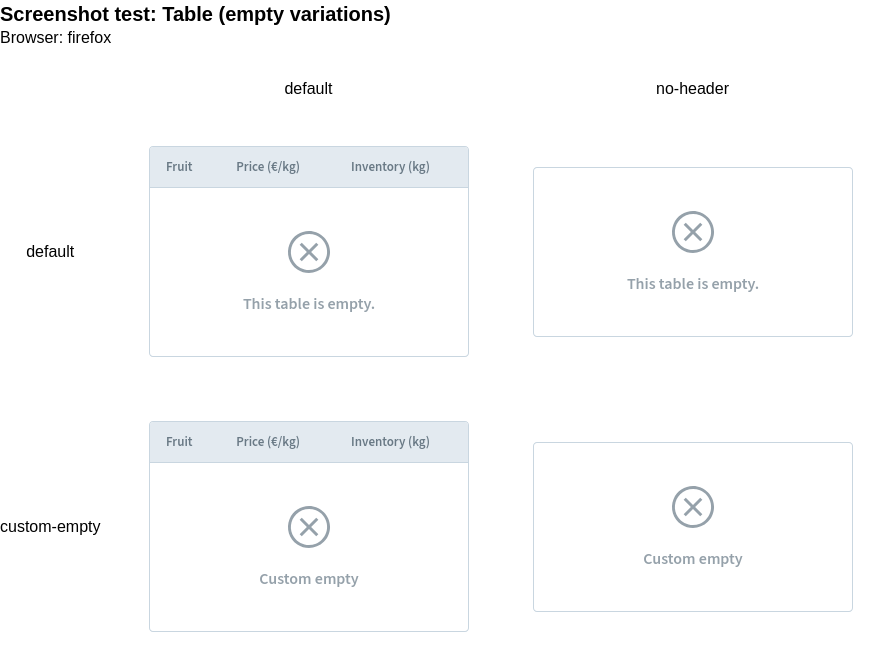 Screenshot test: Table (empty variations)
Browser: firefox
default no-header
default
Fruit Price (€/kg) Inventory (kg)
This table is empty.
This table is empty.
custom-empty
Fruit Price (€/kg) Inventory (kg)
Custom empty
Custom empty